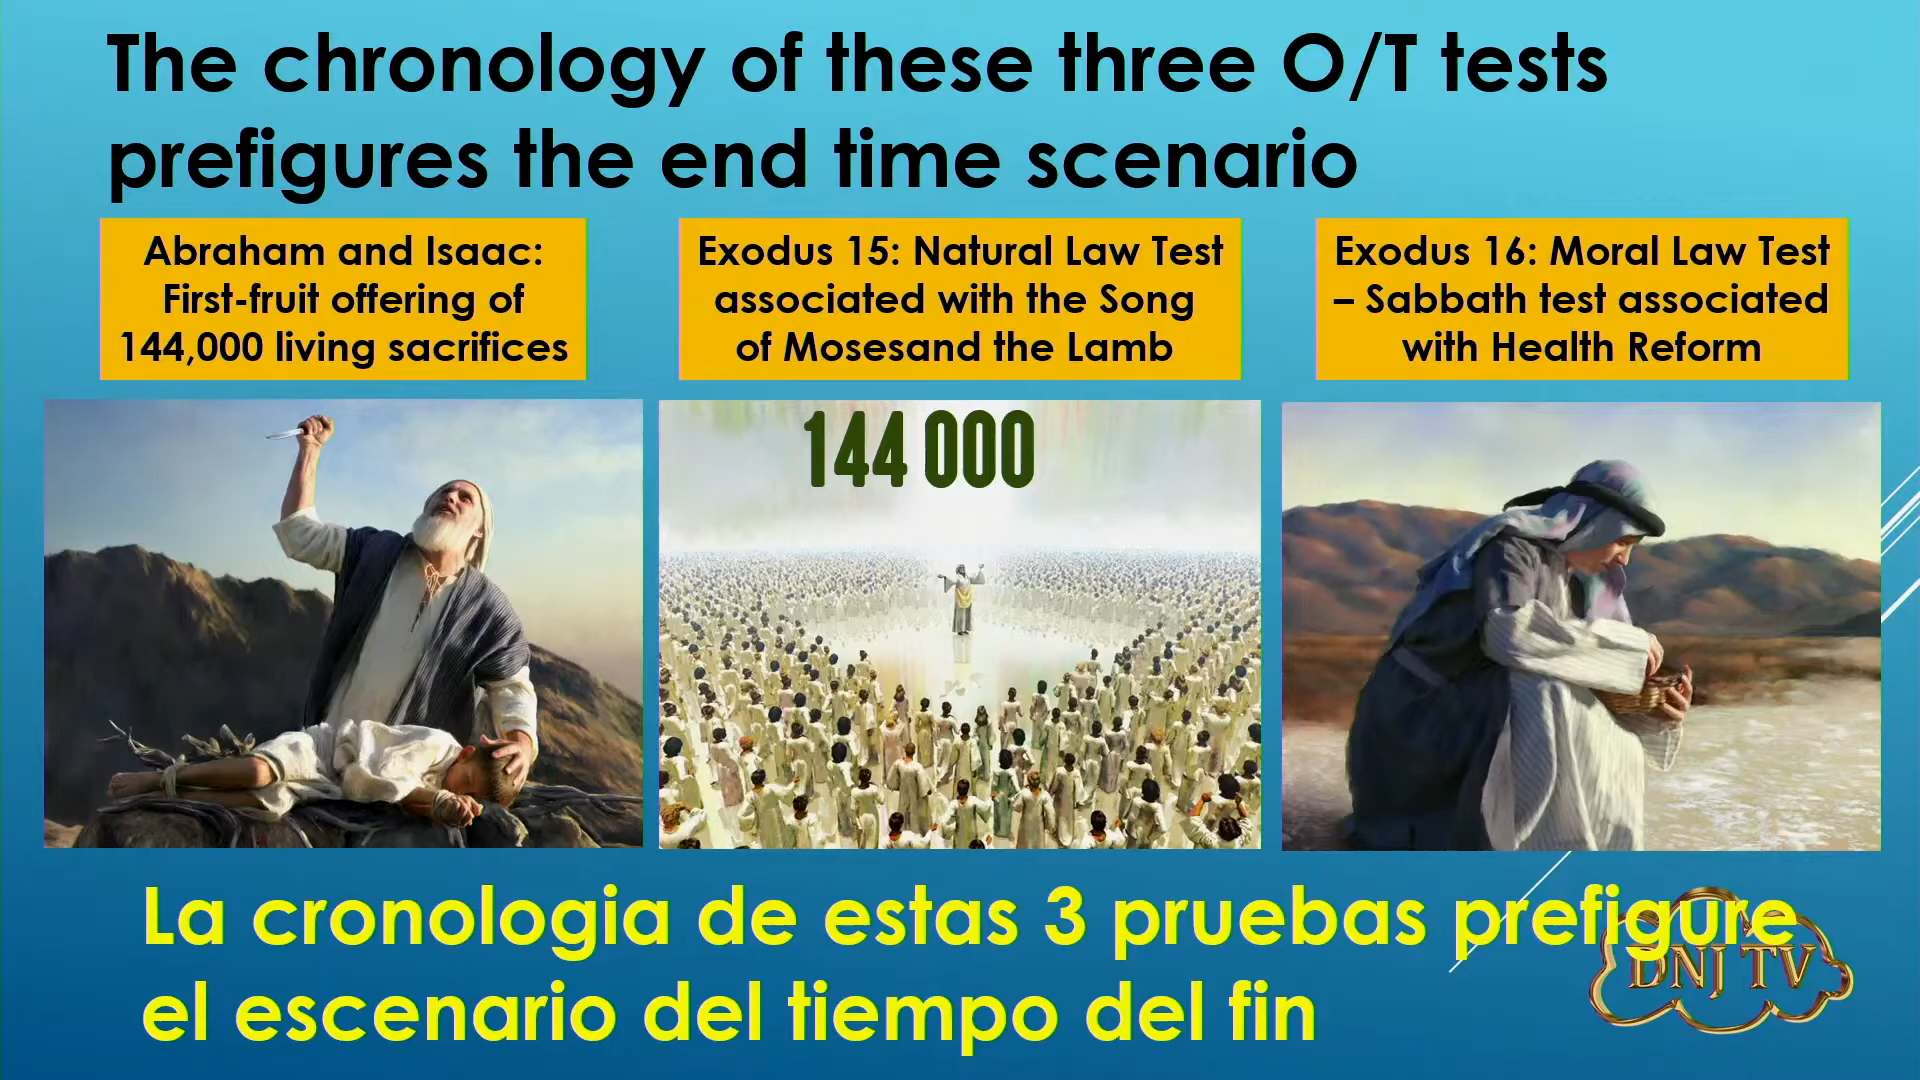 The chronology of these three O/T tests
prefigures the end time scenario
Abraham and Isaac:
First-fruit offering of
144,000 living sacrifices
Exodus 15: Natural Law Test
associated with the Song
of Mosesand the Lamb
Exodus 16: Moral Law Test
– Sabbath test associated
with Health Reform
144 000
La cronologia de estas 3 pruebas prefigure
el escenario del tiempo del fin
DNJ TV